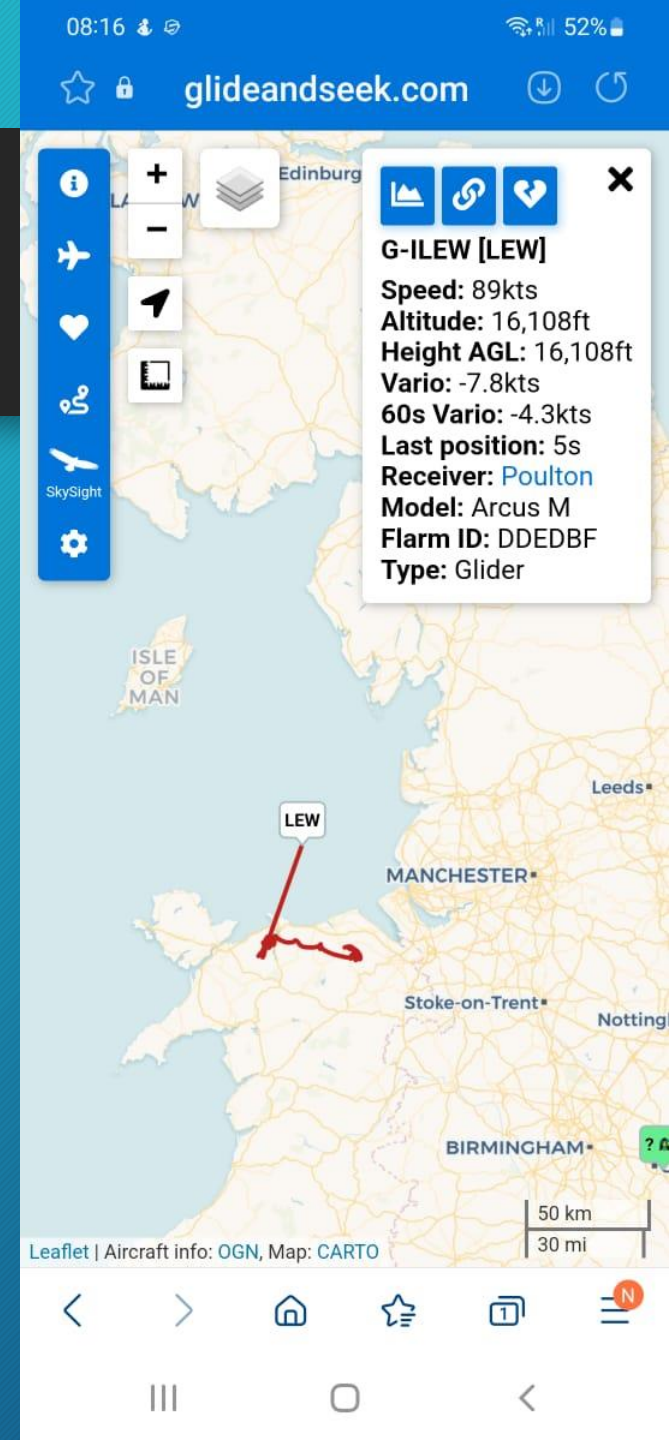 08:16
52%
glideandseek.com
+
−
Edinburg
LA
W
G-ILEW [LEW]
Speed: 89kts
Altitude: 16,108ft
Height AGL: 16,108ft
Vario: -7.8kts
60s Vario: -4.3kts
Last position: 5s
Receiver: Poulton
Model: Arcus M
Flarm ID: DDEDBF
Type: Glider
SkySight
ISLE
OF
MAN
Leeds
LEW
MANCHESTER
Stoke-on-Trent
Notting
BIRMINGHAM
?
50 km
30 mi
Leaflet | Aircraft info: OGN, Map: CARTO
1
N